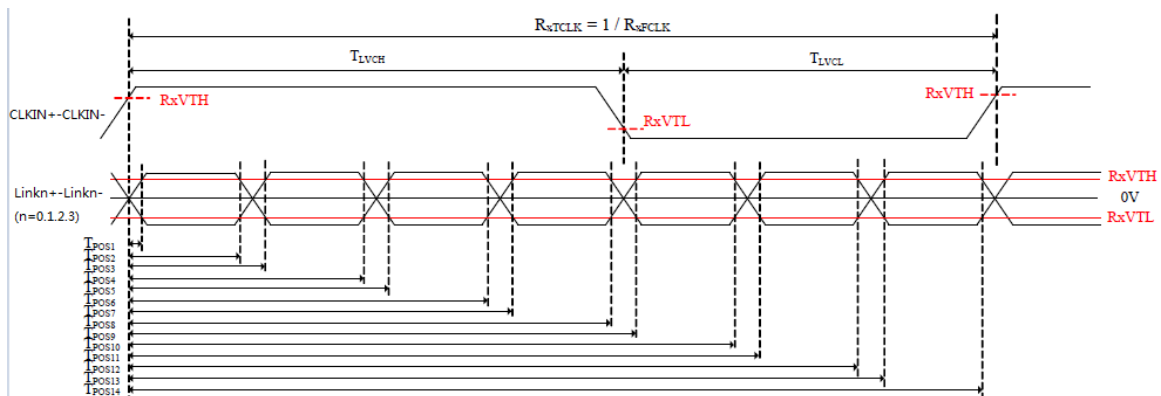 RxTCLK = 1 / RxFCLK
TLVCH
TLVCL
CLKIN+-CLKIN-
RxVTH
RxVTL
RxVTH
Linkn+-Linkn-
(n=0.1.2.3)
RxVTH
0V
RxVTL
TPOS1
TPOS2
TPOS3
TPOS4
TPOS5
TPOS6
TPOS7
TPOS8
TPOS9
TPOS10
TPOS11
TPOS12
TPOS13
TPOS14